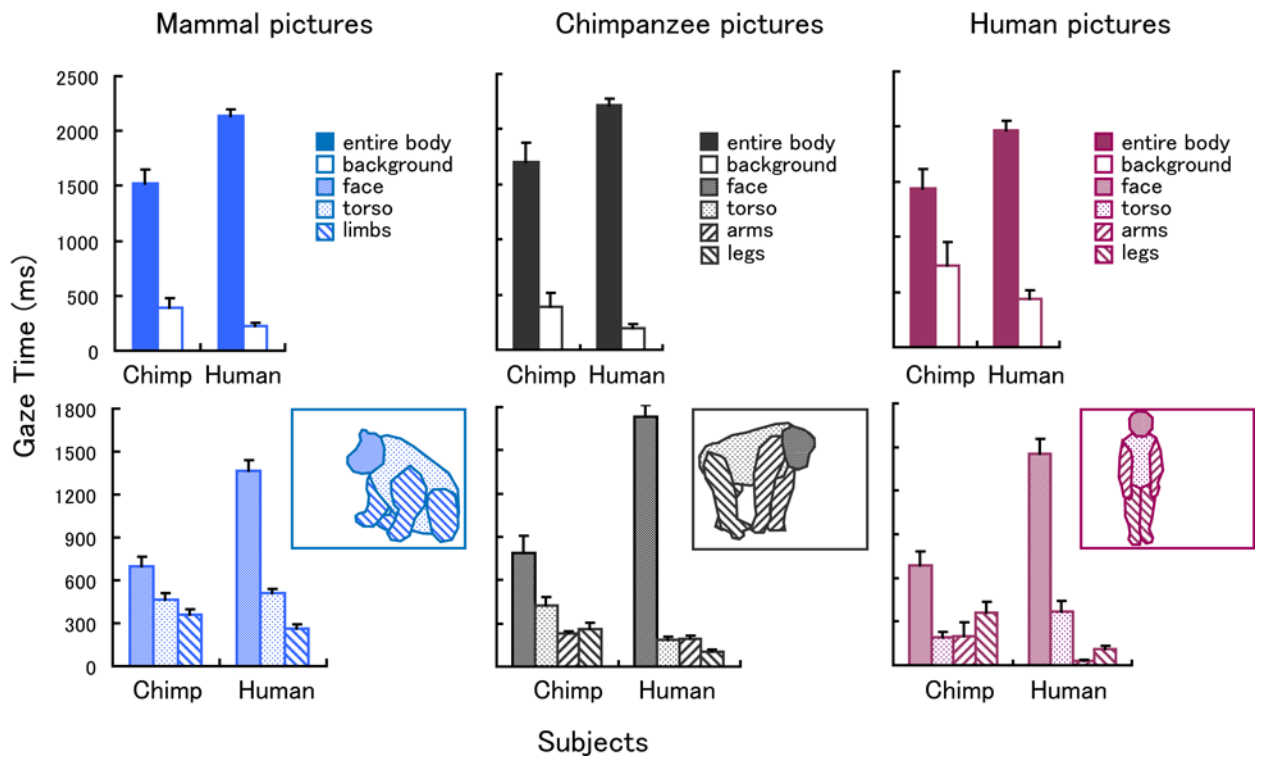 Mammal pictures
Chimpanzee pictures
Human pictures
Gaze Time (ms)
2500
2000
1500
1000
500
0
entire body
background
face
torso
limbs
Chimp Human
entire body
background
face
torso
arms
legs
Chimp Human
entire body
background
face
torso
arms
legs
Chimp Human
1800
1500
1200
900
600
300
0
Chimp Human
Chimp Human
Chimp Human
Subjects